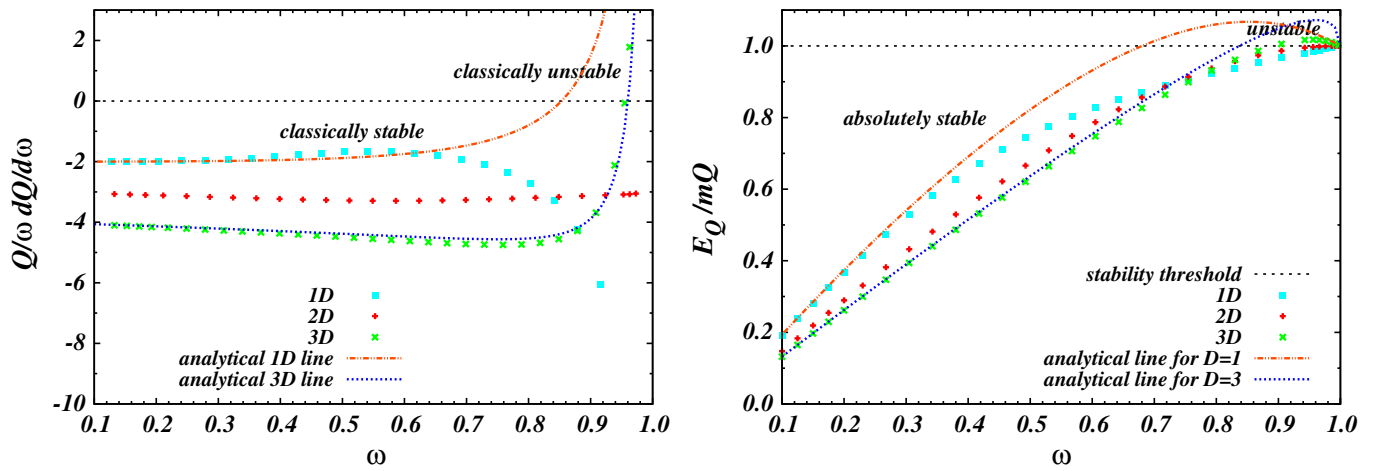 2
0
-2
-4
-6
-8
-10
0.1 0.2 0.3 0.4 0.5 0.6 0.7 0.8 0.9 1.0
Q/ω dQ/dω
ω
classically unstable
classically stable
1D
2D
3D
analytical 1D line
analytical 3D line
1.0
0.8
0.6
0.4
0.2
0.0
0.1 0.2 0.3 0.4 0.5 0.6 0.7 0.8 0.9 1.0
E_Q/mQ
ω
unstable
absolutely stable
stability threshold
1D
2D
3D
analytical line for D=1
analytical line for D=3